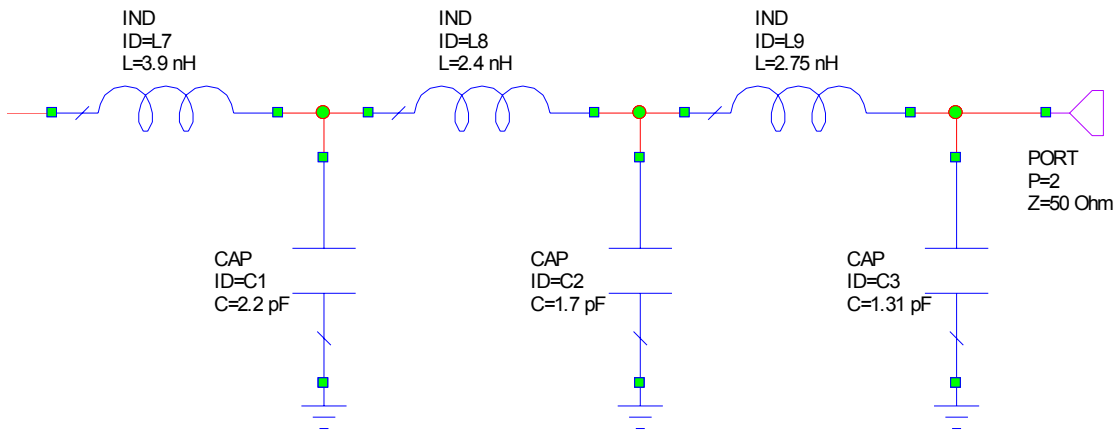 IND
ID=L7
L=3.9 nH
IND
ID=L8
L=2.4 nH
IND
ID=L9
L=2.75 nH
PORT
P=2
Z=50 Ohm
CAP
ID=C1
C=2.2 pF
CAP
ID=C2
C=1.7 pF
CAP
ID=C3
C=1.31 pF